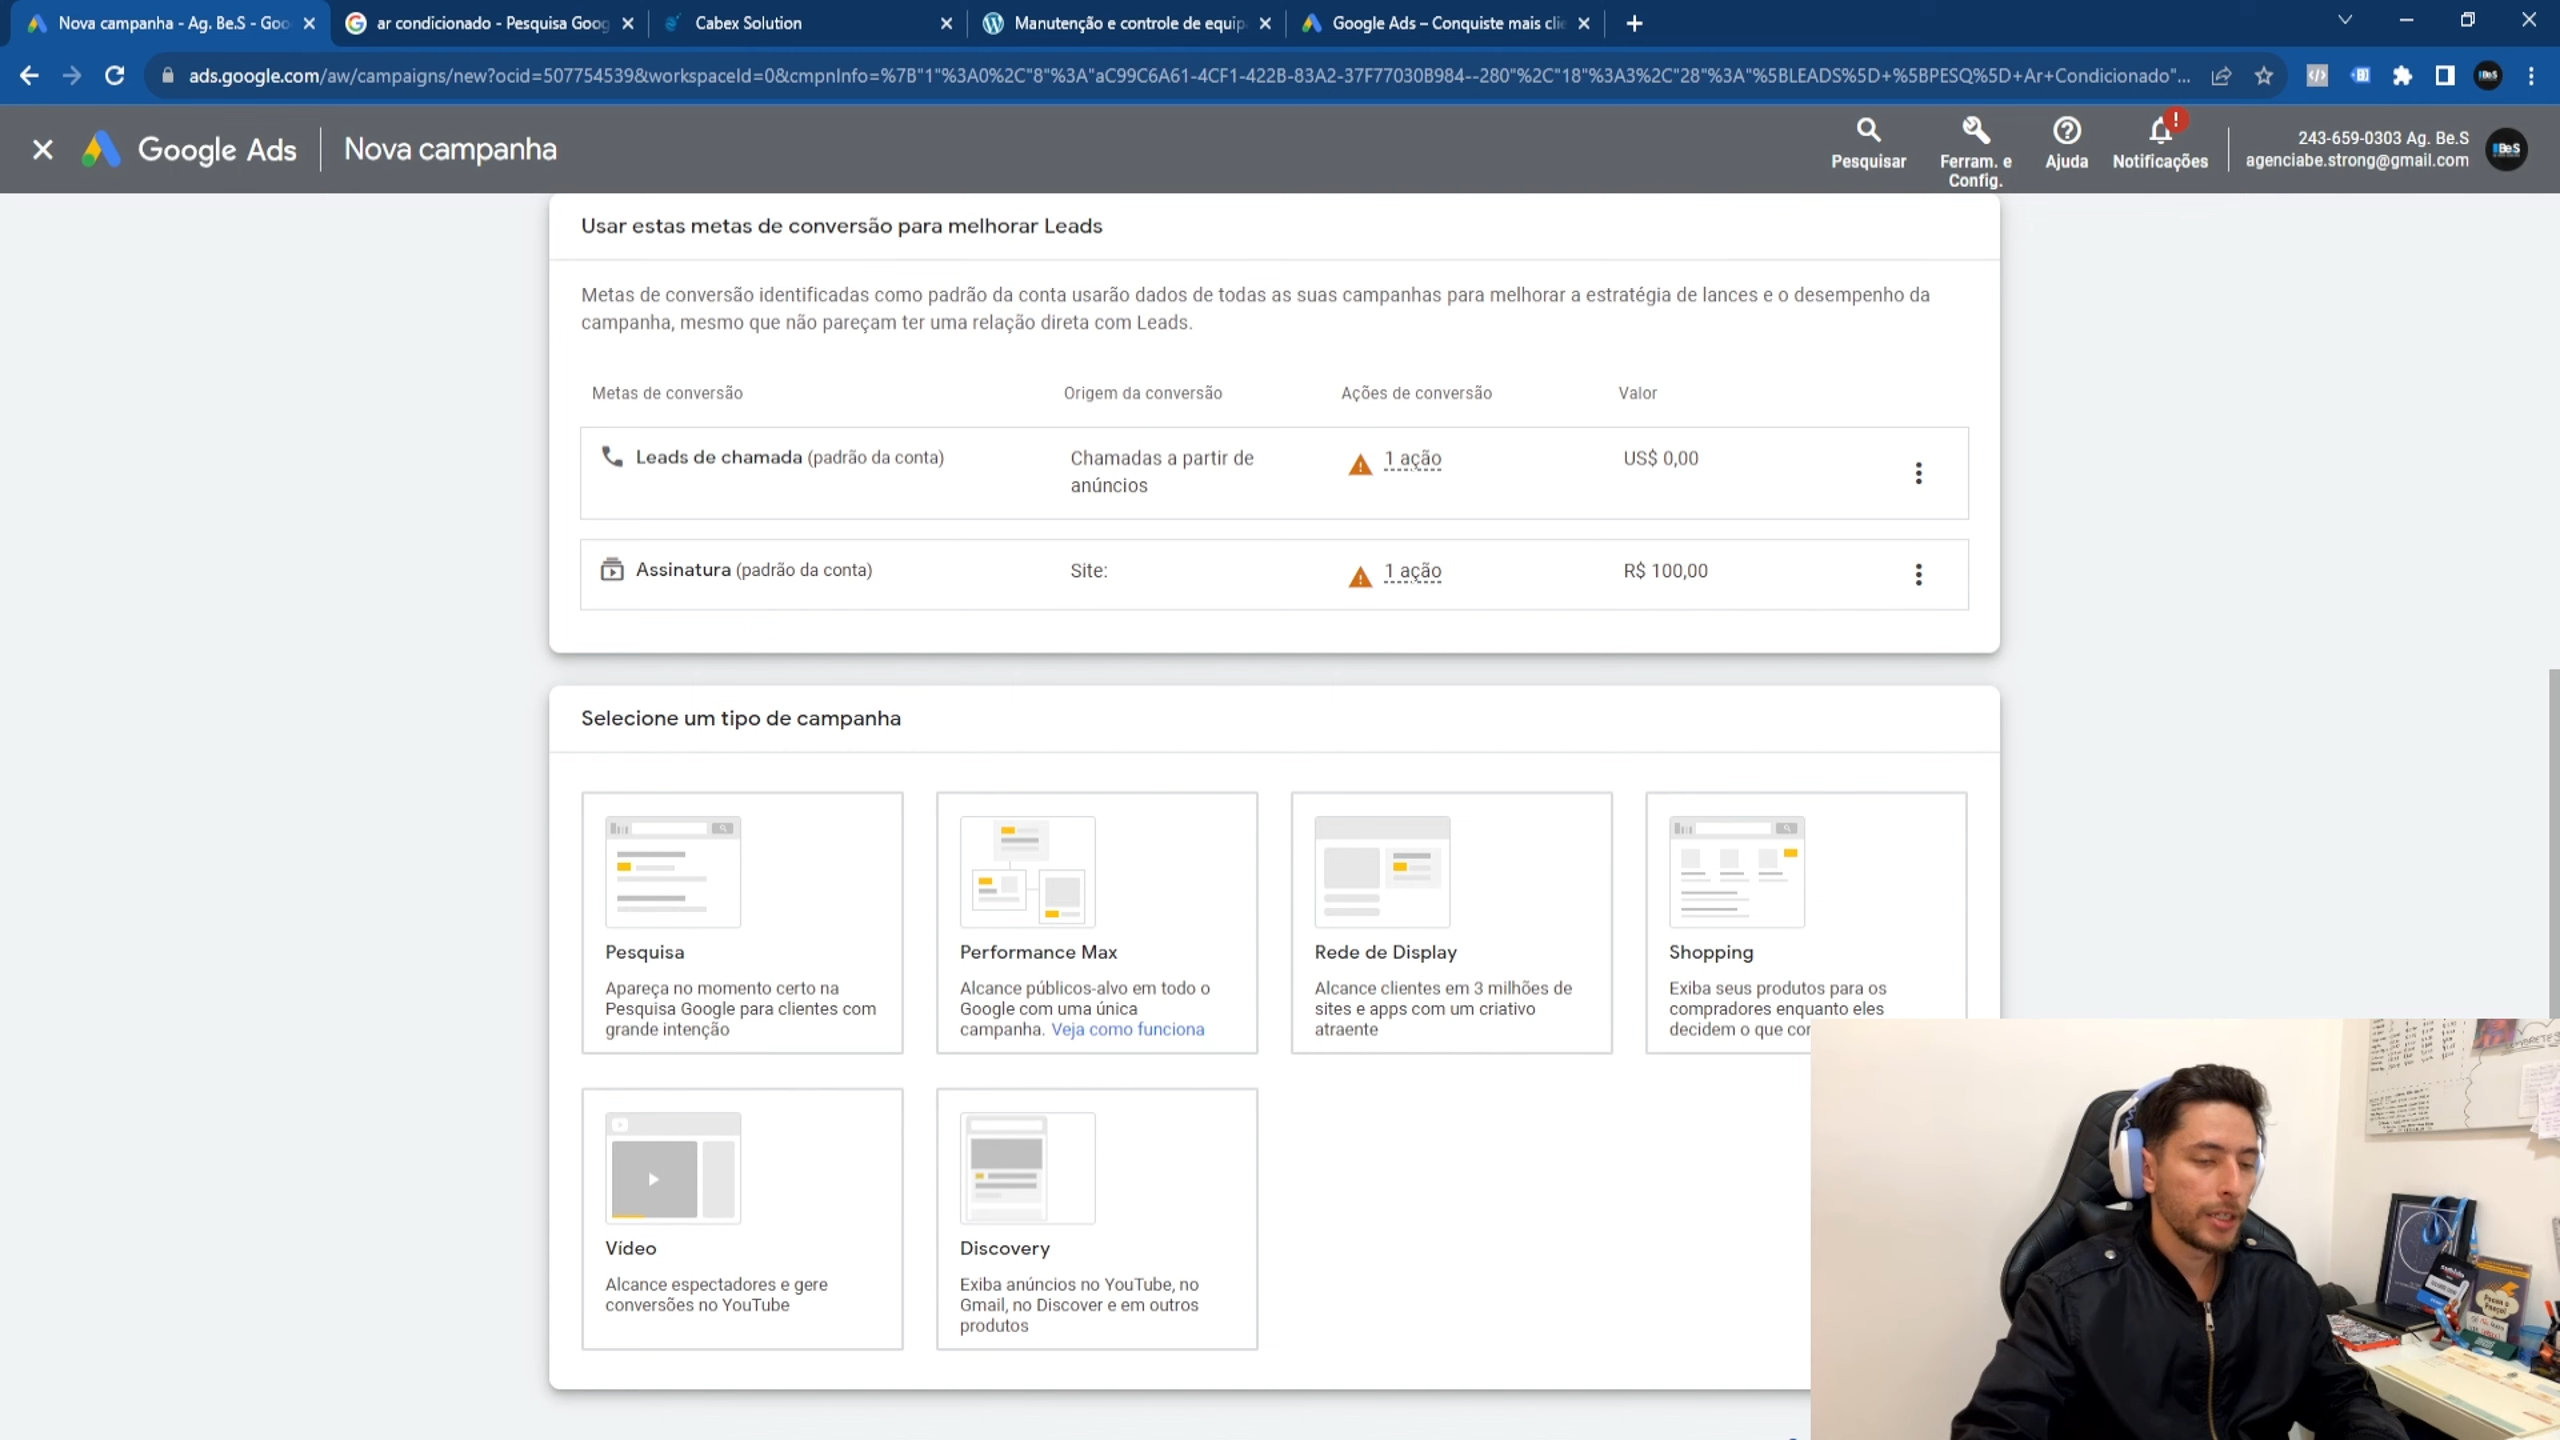 Nova campanha - Ag. Be.S - Goo
ar condicionado - Pesquisa Goog
Cabex Solution
Manutenção e controle de equip
Google Ads – Conquiste mais clie
ads.google.com/aw/campaigns/new?ocid=507754539&workspaceId=0&cmpnInfo=%7B"1"%3A0%2C"8"%3A"aC99C6A61-4CF1-422B-83A2-37F77030B984--280"%2C"18"%3A3%2C"28"%3A"%5BLEADS%5D+%5BPESQ%5D+Ar+Condicionado"...
Google Ads
Nova campanha
Pesquisar
Ferram. e
Config.
Ajuda
Notificações
243-659-0303 Ag. Be.S
agenciabe.strong@gmail.com
Be.S
Usar estas metas de conversão para melhorar Leads
Metas de conversão identificadas como padrão da conta usarão dados de todas as suas campanhas para melhorar a estratégia de lances e o desempenho da
campanha, mesmo que não pareçam ter uma relação direta com Leads.
Metas de conversão
Origem da conversão
Ações de conversão
Valor
Leads de chamada (padrão da conta)
Chamadas a partir de
anúncios
1 ação
US$ 0,00
Assinatura (padrão da conta)
Site:
1 ação
R$ 100,00
Selecione um tipo de campanha
Pesquisa
Apareça no momento certo na
Pesquisa Google para clientes com
grande intenção
Performance Max
Alcance públicos-alvo em todo o
Google com uma única
campanha. Veja como funciona
Rede de Display
Alcance clientes em 3 milhões de
sites e apps com um criativo
atraente
Shopping
Exiba seus produtos para os
compradores enquanto eles
decidem o que co
Vídeo
Alcance espectadores e gere
conversões no YouTube
Discovery
Exiba anúncios no YouTube, no
Gmail, no Discover e em outros
produtos